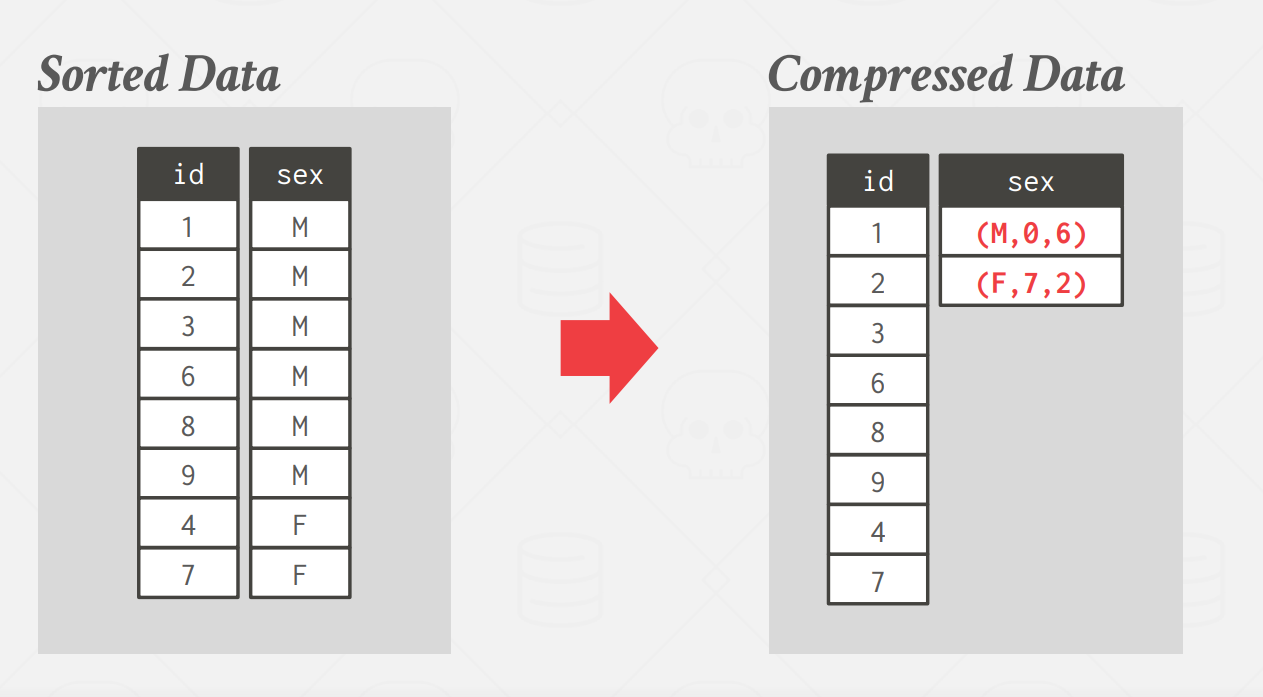 Sorted Data
id sex
1 M
2 M
3 M
6 M
8 M
9 M
4 F
7 F
Compressed Data
id sex
1 (M,0,6)
2 (F,7,2)
3
6
8
9
4
7